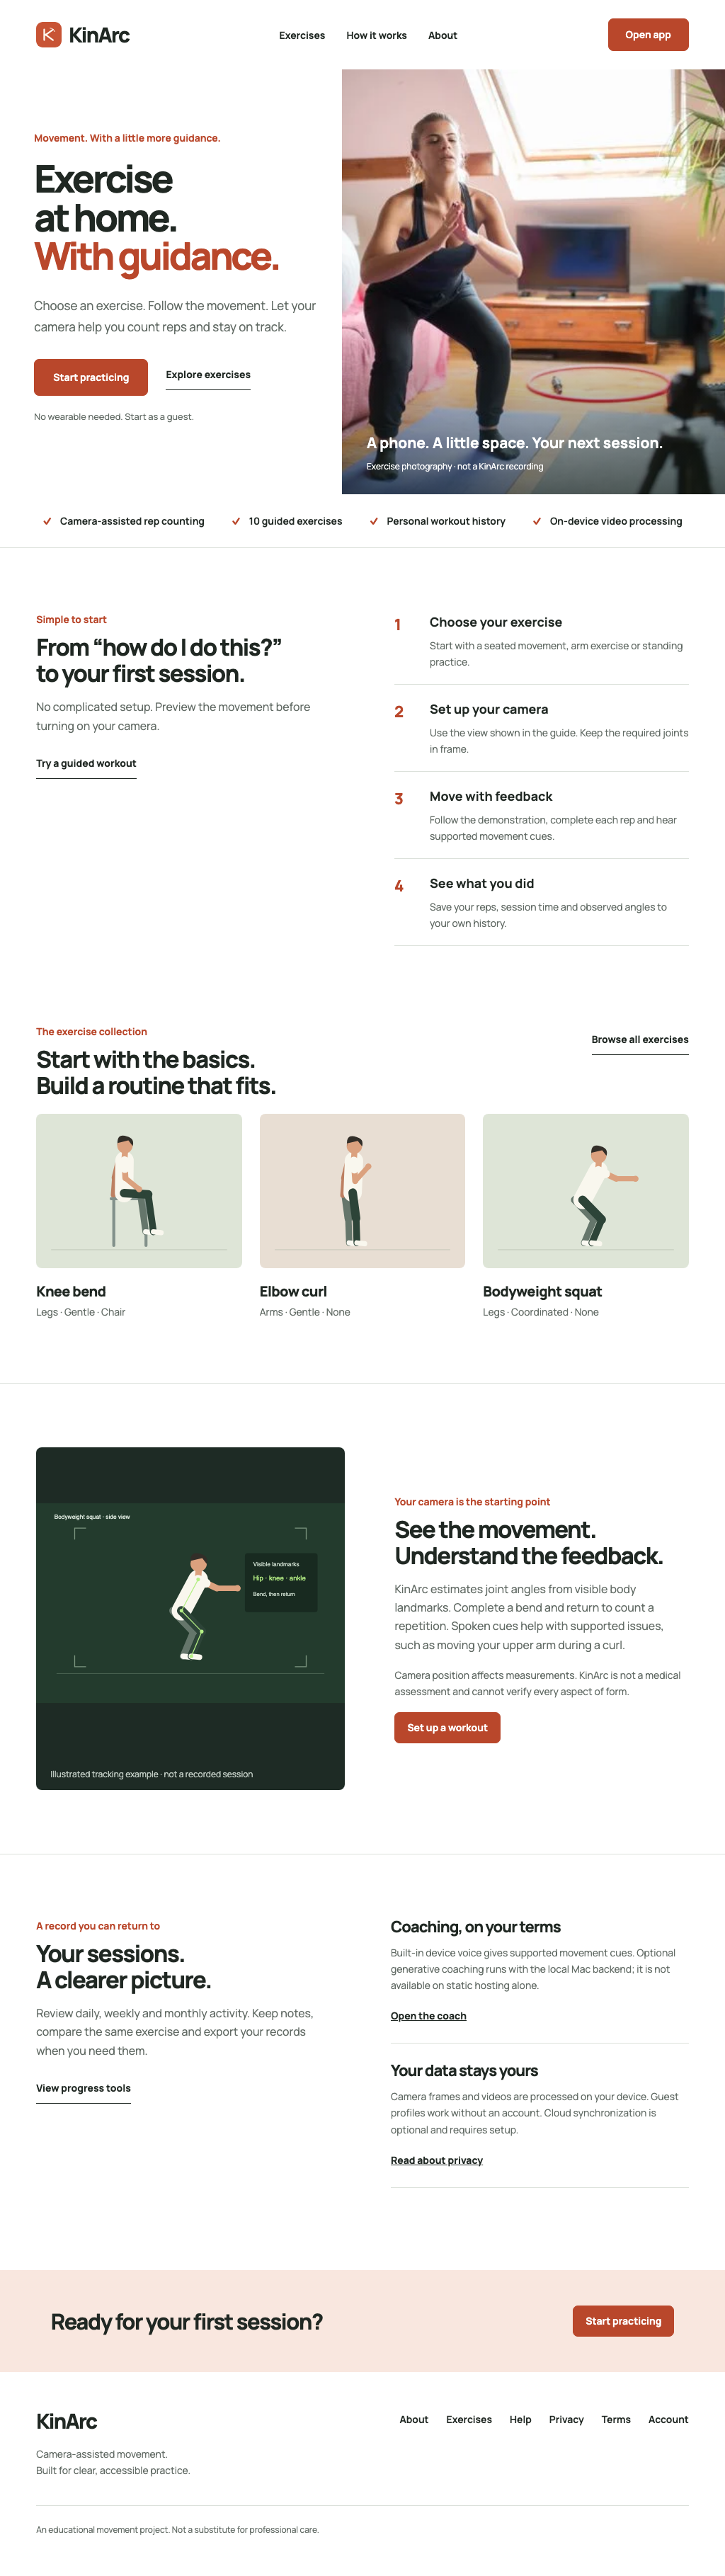 KinArc
Exercises
How it works
About
Open app
Movement. With a little more guidance.
Exercise
at home.
With guidance.
Choose an exercise. Follow the movement. Let your
camera help you count reps and stay on track.
Start practicing
Explore exercises
No wearable needed. Start as a guest.
A phone. A little space. Your next session.
Exercise photography · not a KinArc recording
Camera-assisted rep counting
10 guided exercises
Personal workout history
On-device video processing
Simple to start
From “how do I do this?”
to your first session.
No complicated setup. Preview the movement before
turning on your camera.
Try a guided workout
1
Choose your exercise
Start with a seated movement, arm exercise or standing
practice.
2
Set up your camera
Use the view shown in the guide. Keep the required joints
in frame.
3
Move with feedback
Follow the demonstration, complete each rep and hear
supported movement cues.
4
See what you did
Save your reps, session time and observed angles to
your own history.
The exercise collection
Start with the basics.
Build a routine that fits.
Browse all exercises
Knee bend
Legs · Gentle · Chair
Elbow curl
Arms · Gentle · None
Bodyweight squat
Legs · Coordinated · None
Bodyweight squat · side view
Visible landmarks
Hip · knee · ankle
Bend, then return
Illustrated tracking example · not a recorded session
Your camera is the starting point
See the movement.
Understand the feedback.
KinArc estimates joint angles from visible body
landmarks. Complete a bend and return to count a
repetition. Spoken cues help with supported issues,
such as moving your upper arm during a curl.
Camera position affects measurements. KinArc is not a medical
assessment and cannot verify every aspect of form.
Set up a workout
A record you can return to
Your sessions.
A clearer picture.
Review daily, weekly and monthly activity. Keep notes,
compare the same exercise and export your records
when you need them.
View progress tools
Coaching, on your terms
Built-in device voice gives supported movement cues. Optional
generative coaching runs with the local Mac backend; it is not
available on static hosting alone.
Open the coach
Your data stays yours
Camera frames and videos are processed on your device. Guest
profiles work without an account. Cloud synchronization is
optional and requires setup.
Read about privacy
Ready for your first session?
Start practicing
KinArc
Camera-assisted movement.
Built for clear, accessible practice.
About
Exercises
Help
Privacy
Terms
Account
An educational movement project. Not a substitute for professional care.